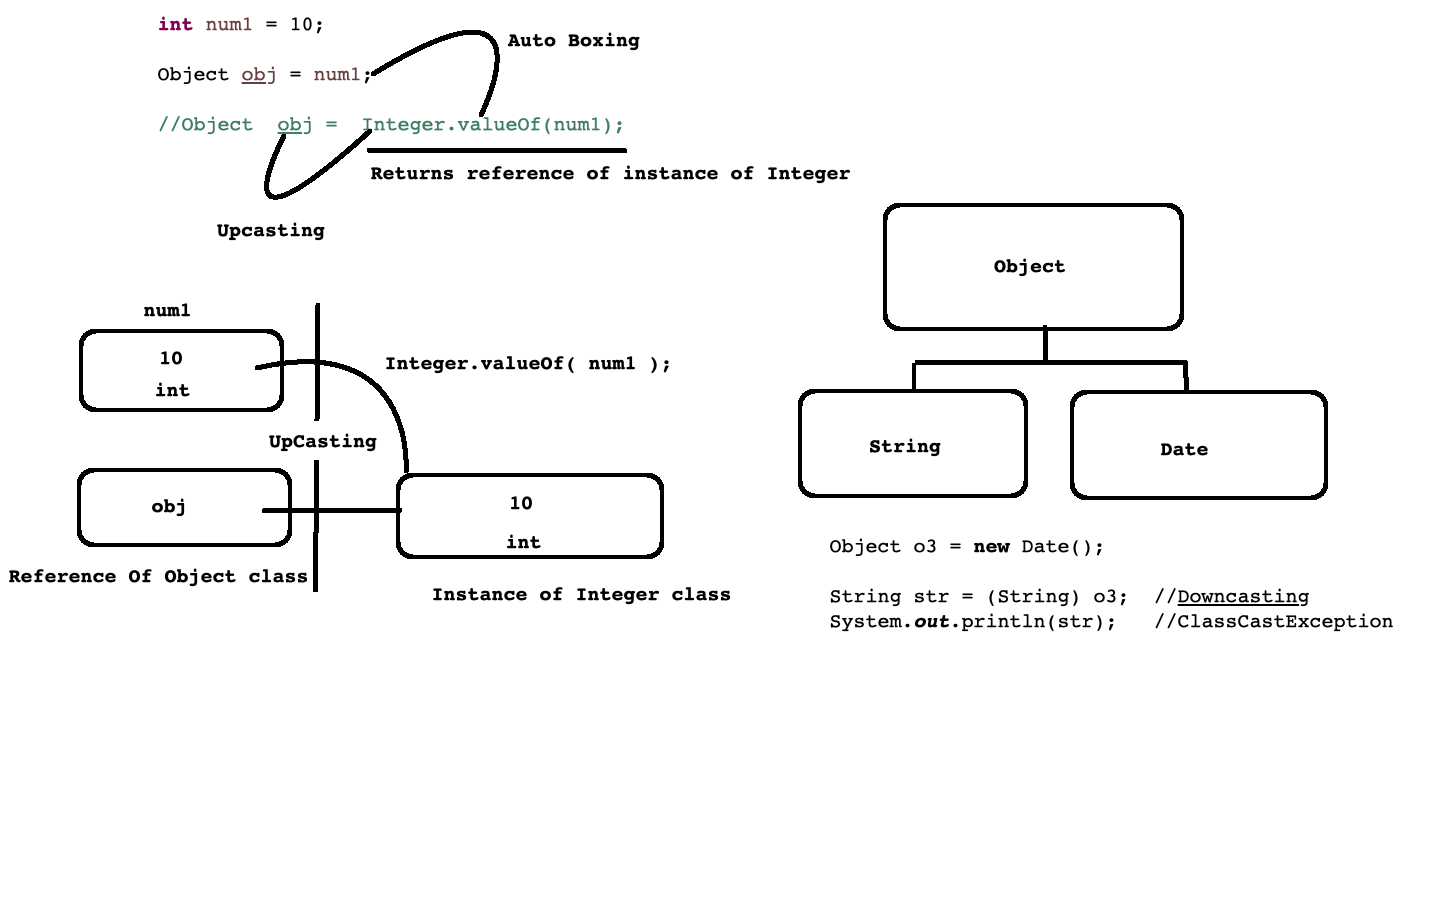 int num1 = 10;
Auto Boxing
Object obj = num1;
//Object  obj =  Integer.valueOf(num1);
Returns reference of instance of Integer
Upcasting
num1
10
int
Integer.valueOf( num1 );
UpCasting
obj
10
int
Reference Of Object class
Instance of Integer class
Object
String
Date
Object o3 = new Date();
String str = (String) o3;  //Downcasting
System.out.println(str);   //ClassCastException